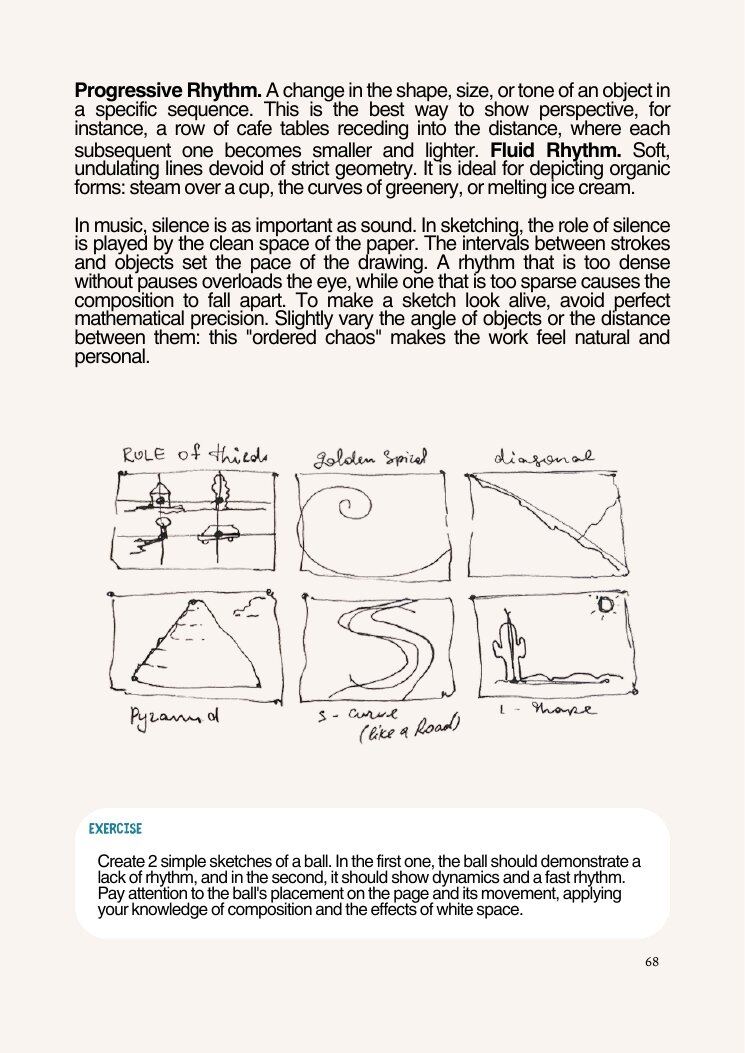 Progressive Rhythm. A change in the shape, size, or tone of an object in
a specific sequence. This is the best way to show perspective, for
instance, a row of cafe tables receding into the distance, where each
subsequent one becomes smaller and lighter. Fluid Rhythm. Soft,
undulating lines devoid of strict geometry. It is ideal for depicting organic
forms: steam over a cup, the curves of greenery, or melting ice cream.
In music, silence is as important as sound. In sketching, the role of silence
is played by the clean space of the paper. The intervals between strokes
and objects set the pace of the drawing. A rhythm that is too dense
without pauses overloads the eye, while one that is too sparse causes the
composition to fall apart. To make a sketch look alive, avoid perfect
mathematical precision. Slightly vary the angle of objects or the distance
between them: this "ordered chaos" makes the work feel natural and
personal.
RULE of thirds
golden spiral
diagonal
Pyramid
S - curve
(like a Road)
L - shape
EXERCISE
Create 2 simple sketches of a ball. In the first one, the ball should demonstrate a
lack of rhythm, and in the second, it should show dynamics and a fast rhythm.
Pay attention to the ball's placement on the page and its movement, applying
your knowledge of composition and the effects of white space.
68